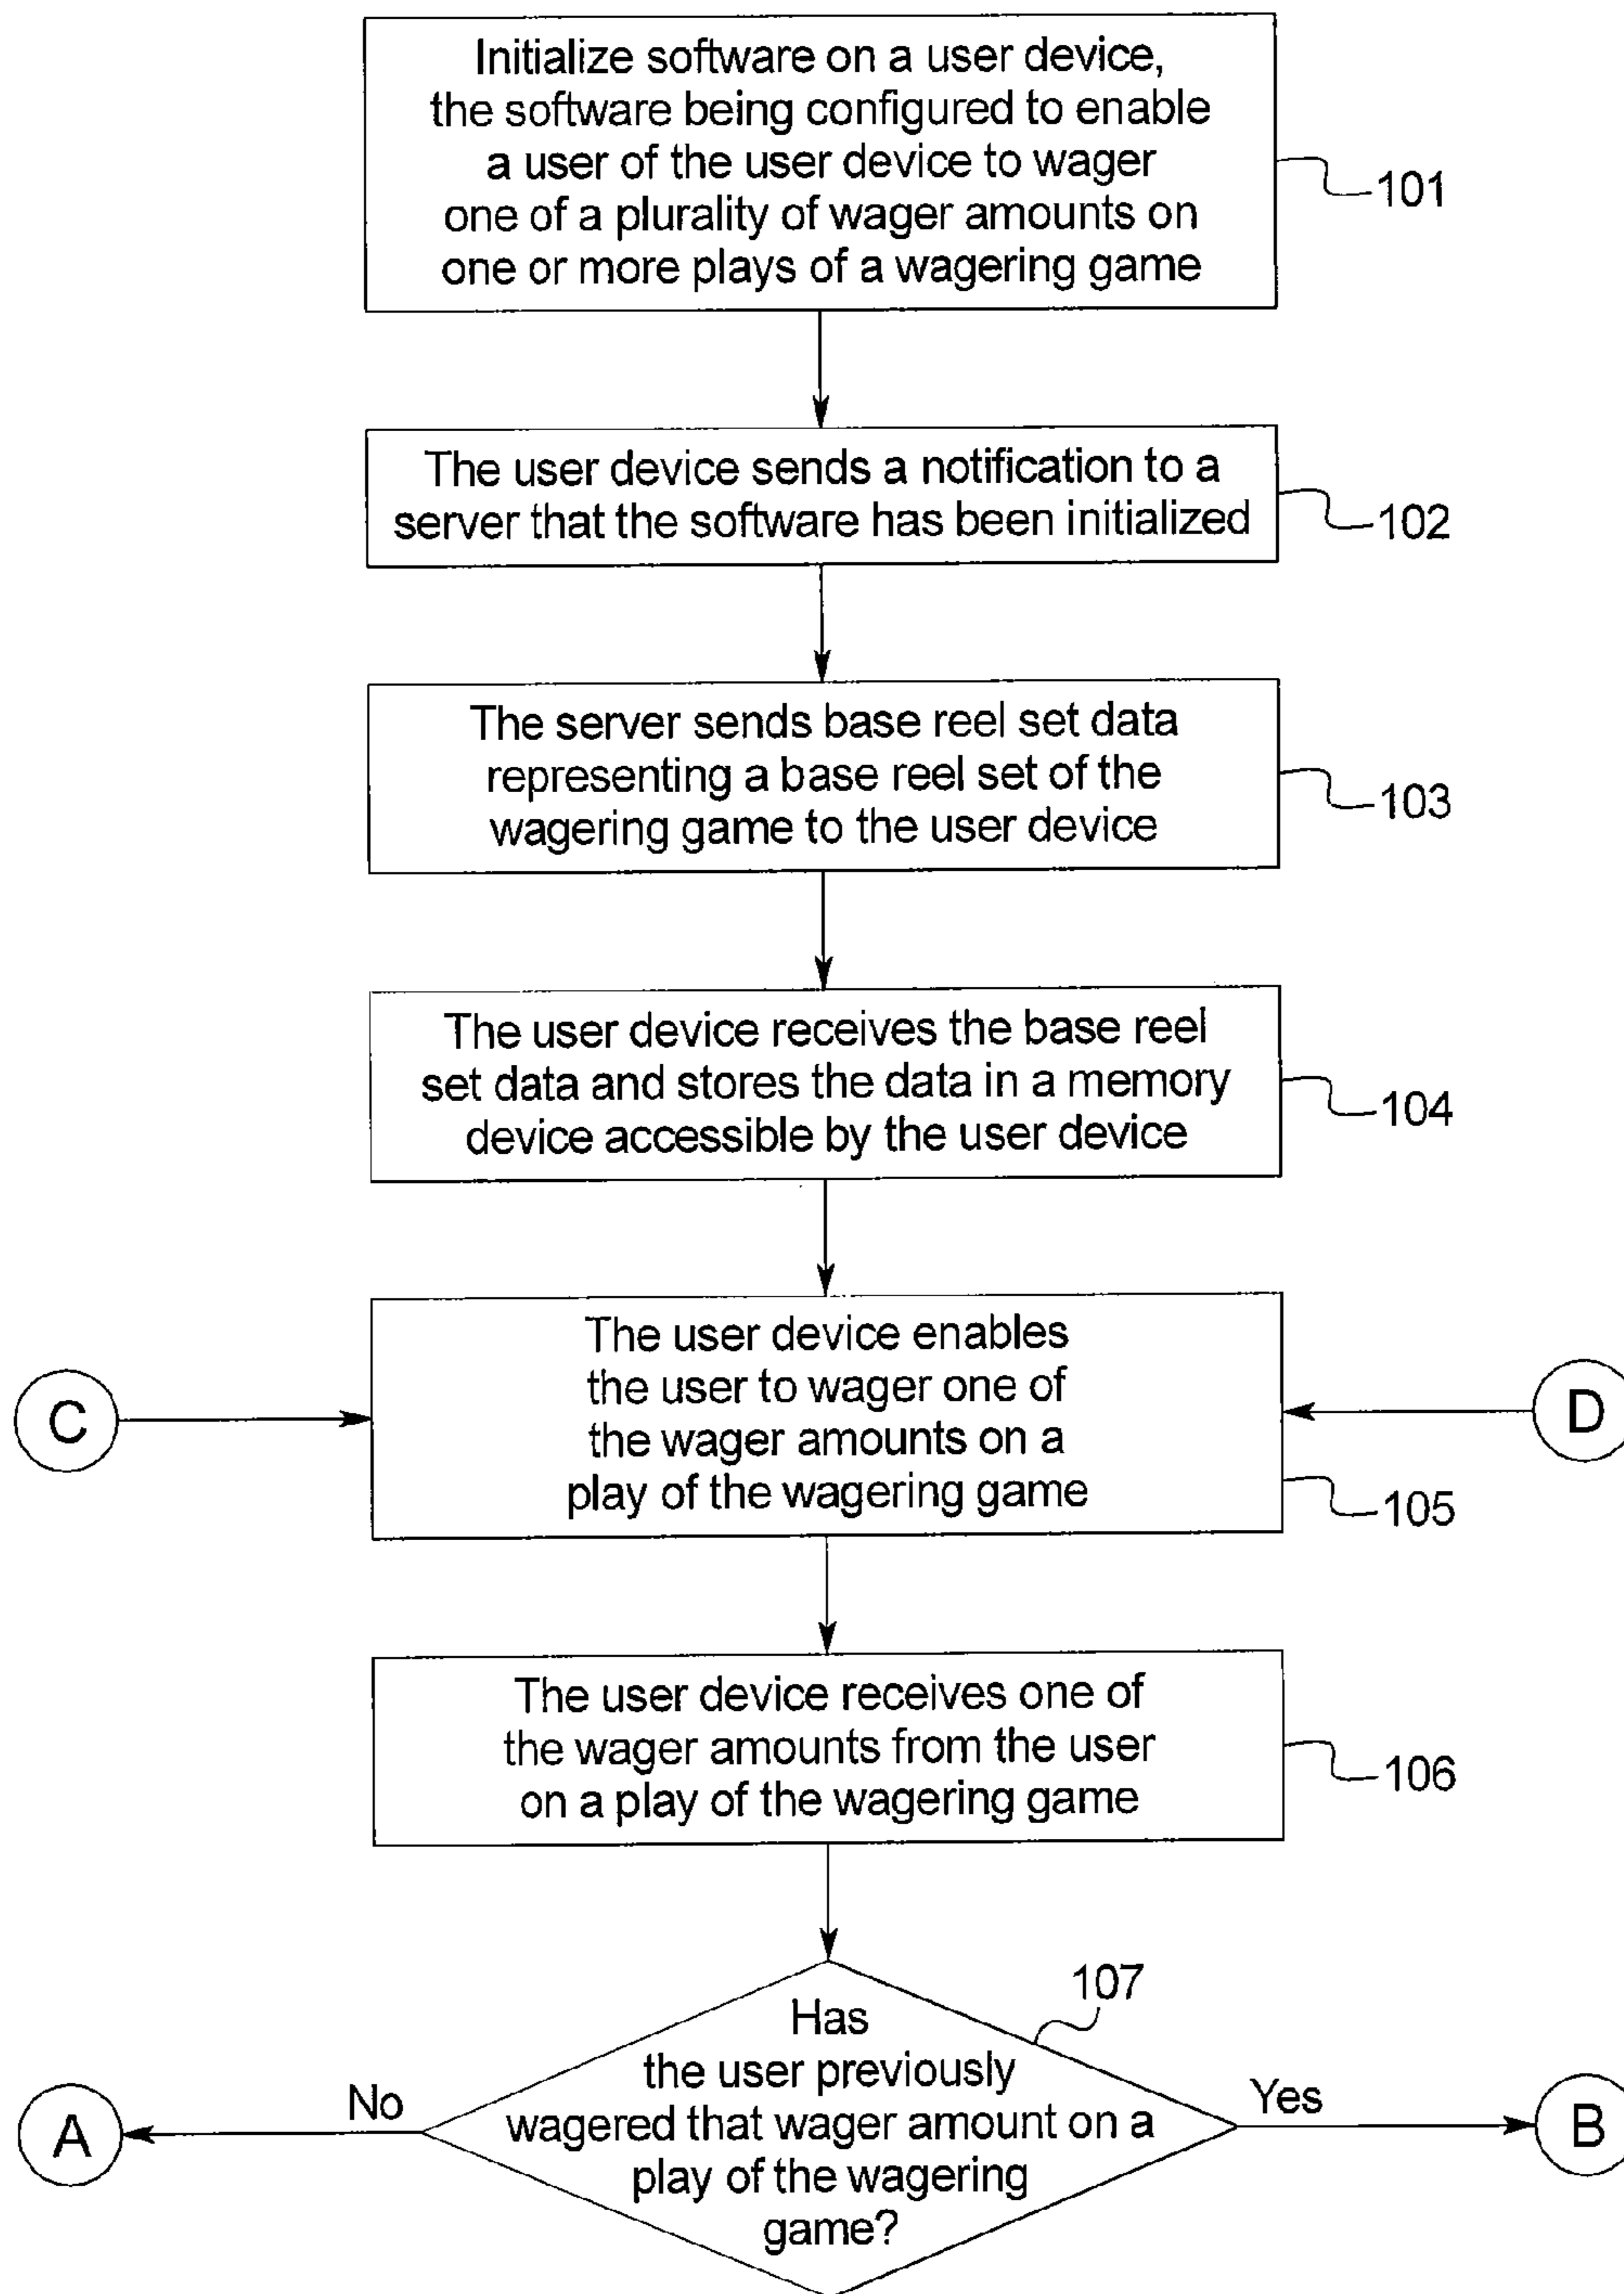 Initialize software on a user device,
the software being configured to enable
a user of the user device to wager
one of a plurality of wager amounts on
one or more plays of a wagering game
101
The user device sends a notification to a
server that the software has been initialized
102
The server sends base reel set data
representing a base reel set of the
wagering game to the user device
103
The user device receives the base reel
set data and stores the data in a memory
device accessible by the user device
104
The user device enables
the user to wager one of
the wager amounts on a
play of the wagering game
C
D
105
The user device receives one of
the wager amounts from the user
on a play of the wagering game
106
107
Has
the user previously
wagered that wager amount on a
play of the wagering
game?
No
A
Yes
B